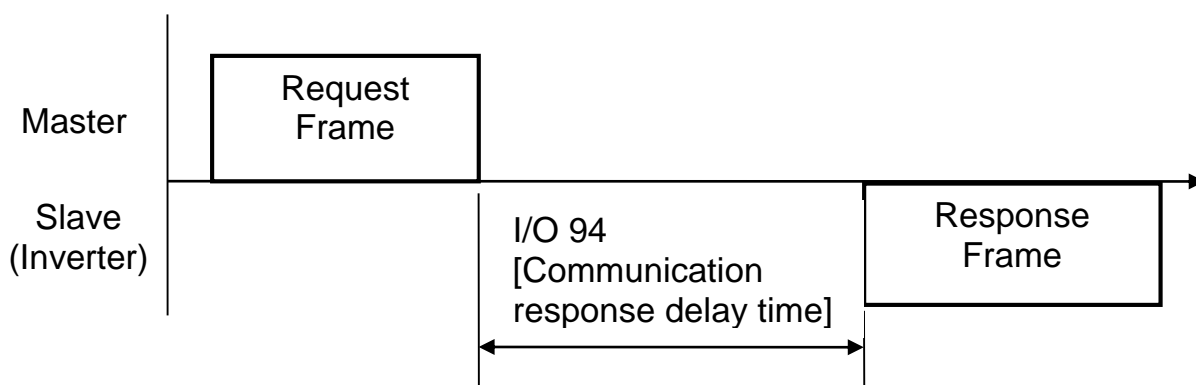 Master
Request
Frame
Slave
(Inverter)
I/O 94
[Communication
response delay time]
Response
Frame